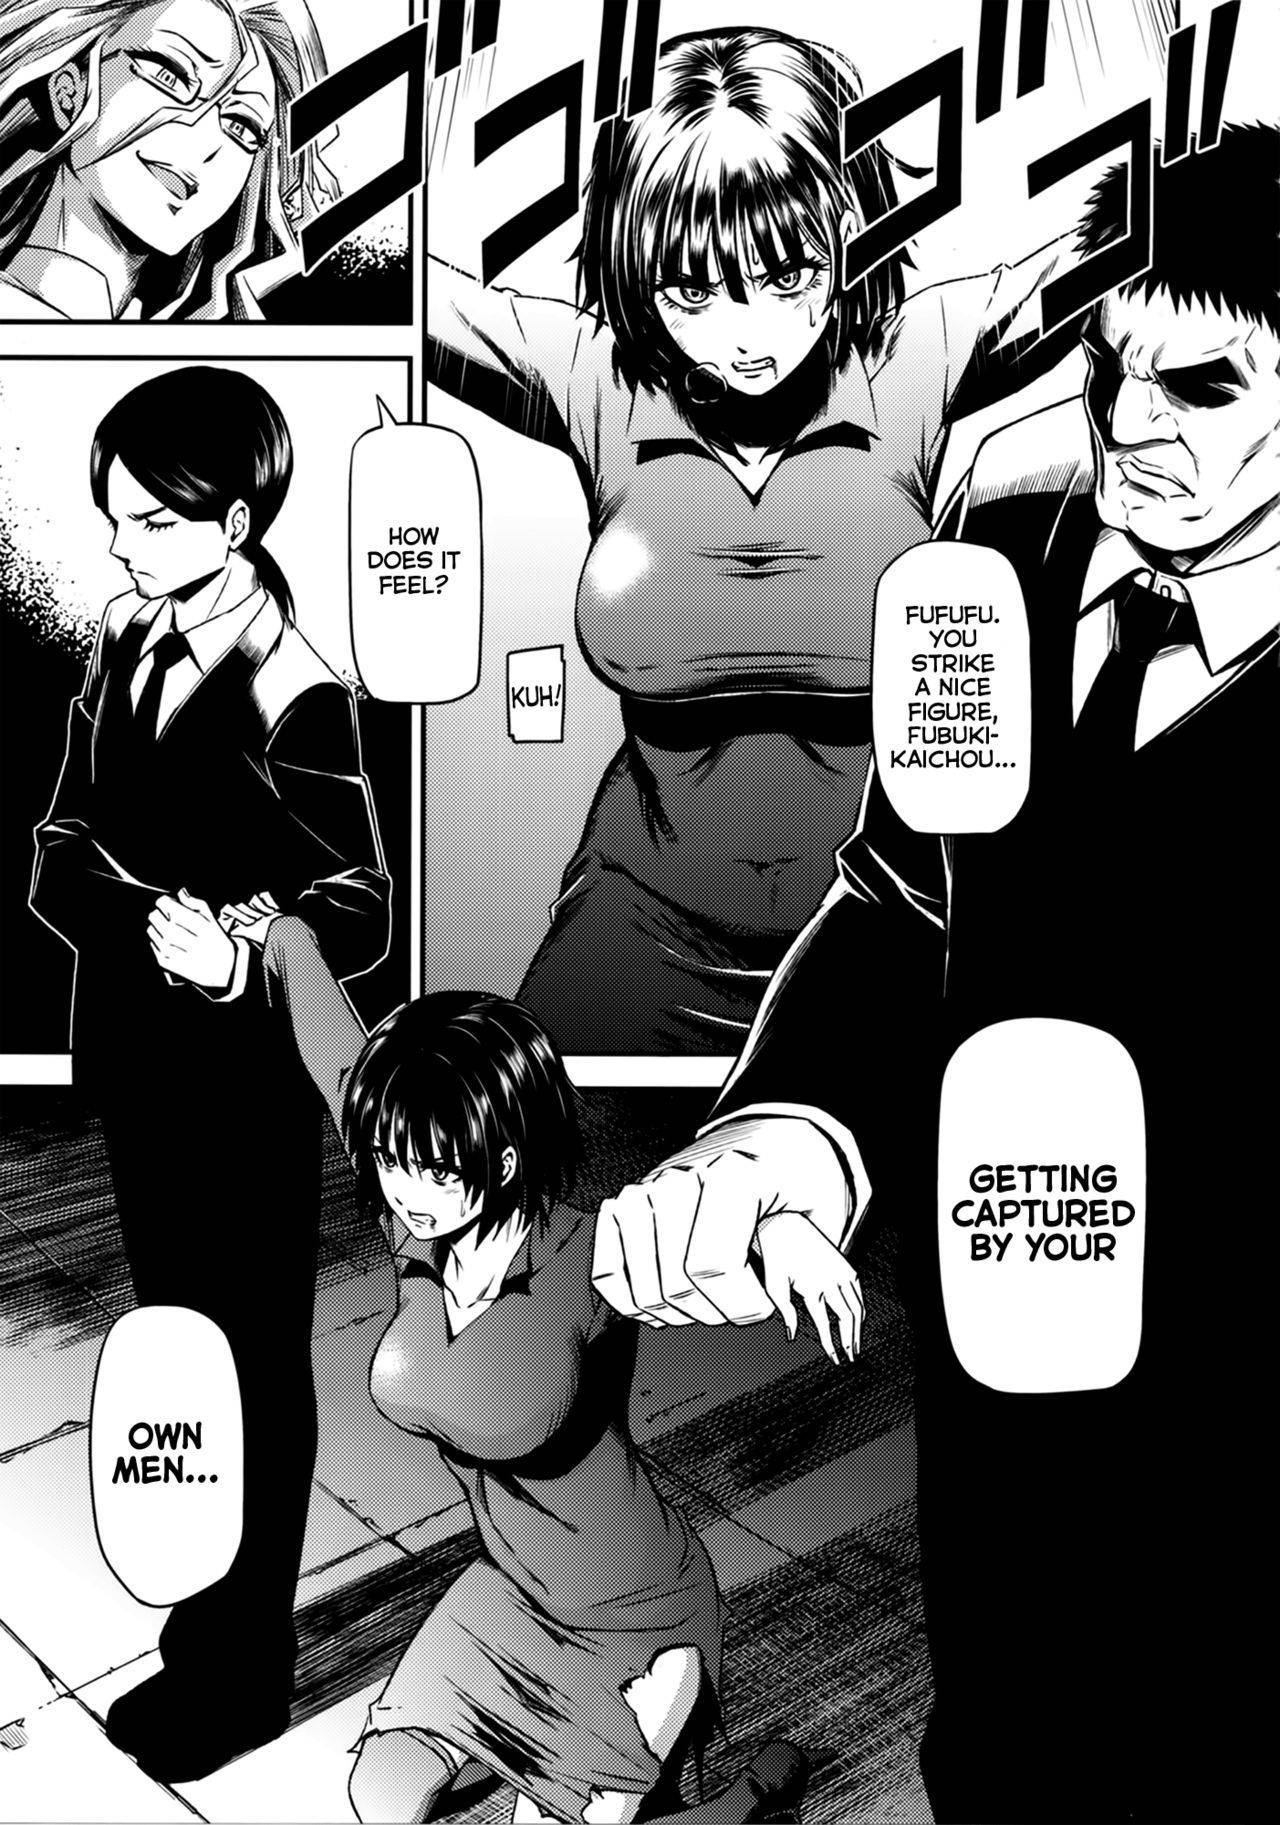 ゴゴゴゴ
FUFUFU.
YOU
STRIKE
A NICE
FIGURE,
FUBUKI-
KAICHOU...
KUH!
HOW
DOES IT
FEEL?
GETTING
CAPTURED
BY YOUR
OWN
MEN...